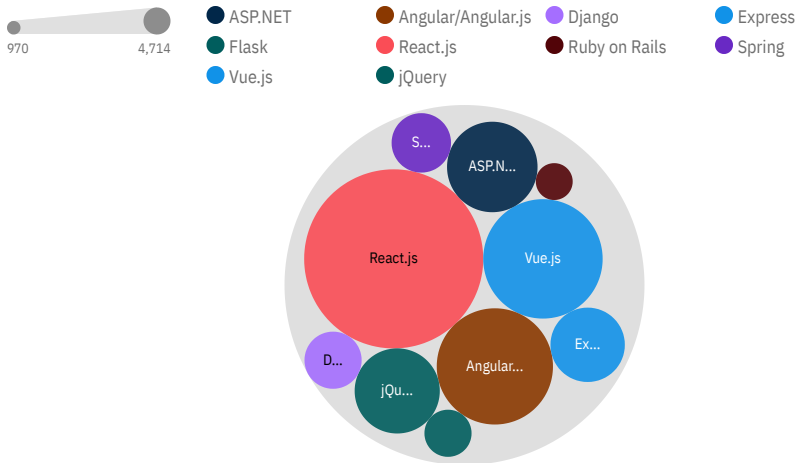 970 4,714
ASP.NET Angular/Angular.js Django Express
Flask React.js Ruby on Rails Spring
Vue.js jQuery
S...
ASP.N...
React.js
Vue.js
Ex...
D...
Angular...
jQu...